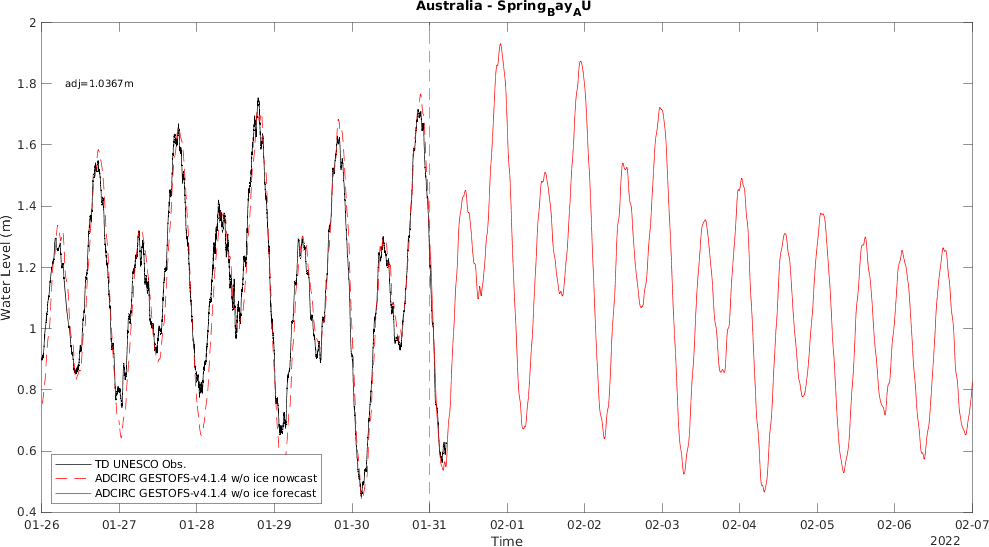 Australia - Spring_Bay_AU
2
1.8
1.6
1.4
1.2
1
0.8
0.6
0.4
Water Level (m)
adj=1.0367m
TD UNESCO Obs.
ADCIRC GESTOFS-v4.1.4 w/o ice nowcast
ADCIRC GESTOFS-v4.1.4 w/o ice forecast
01-26 01-27 01-28 01-29 01-30 01-31 02-01 02-02 02-03 02-04 02-05 02-06 02-07
Time
2022